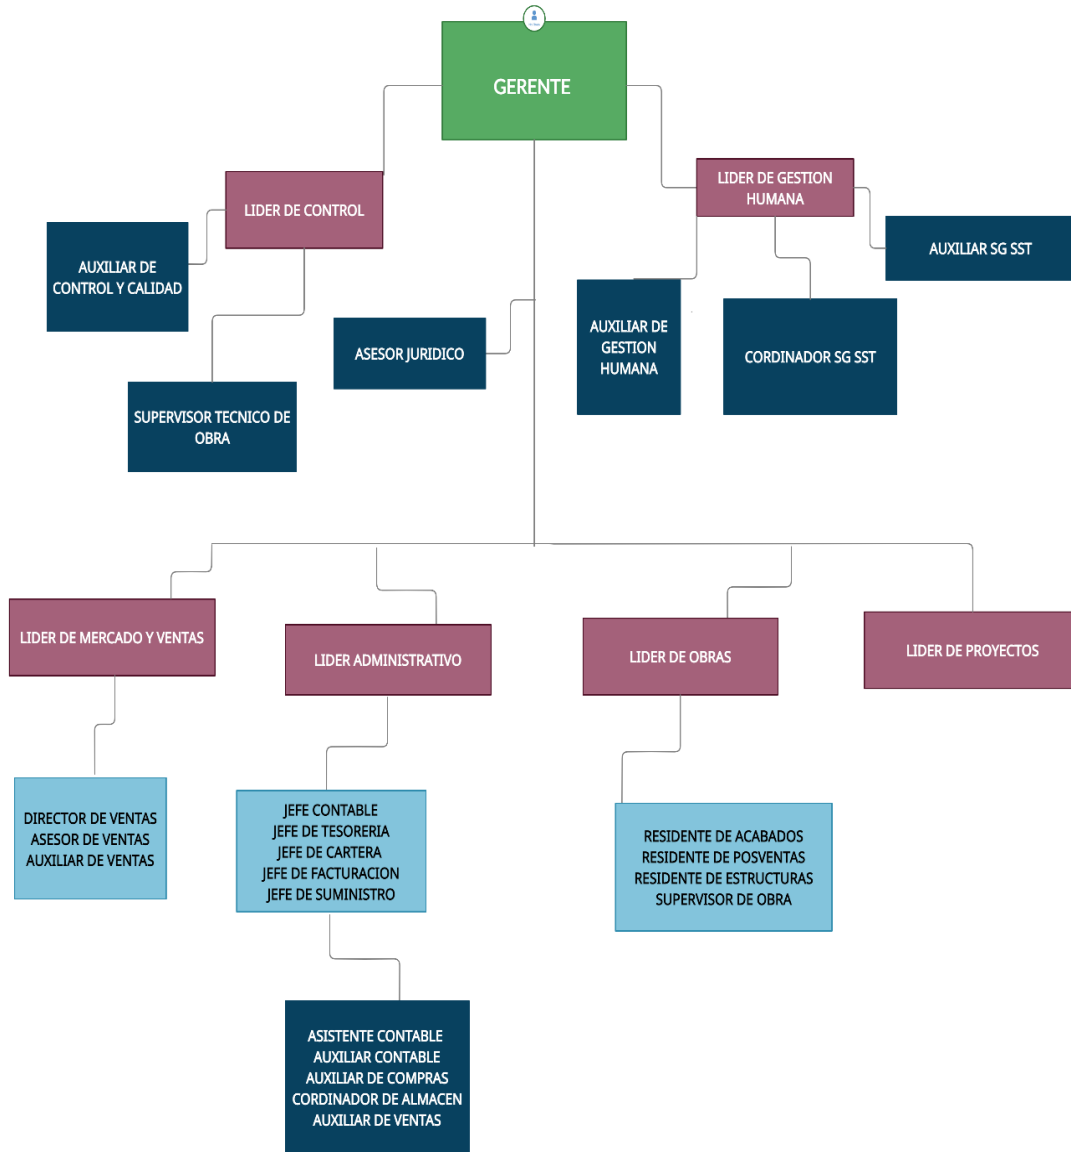 GERENTE
LIDER DE CONTROL
LIDER DE GESTION
HUMANA
AUXILIAR DE
CONTROL Y CALIDAD
AUXILIAR SG SST
ASESOR JURIDICO
AUXILIAR DE
GESTION
HUMANA
CORDINADOR SG SST
SUPERVISOR TECNICO DE
OBRA
LIDER DE MERCADO Y VENTAS
LIDER ADMINISTRATIVO
LIDER DE OBRAS
LIDER DE PROYECTOS
DIRECTOR DE VENTAS
ASESOR DE VENTAS
AUXILIAR DE VENTAS
JEFE CONTABLE
JEFE DE TESORERIA
JEFE DE CARTERA
JEFE DE FACTURACION
JEFE DE SUMINISTRO
RESIDENTE DE ACABADOS
RESIDENTE DE POSVENTAS
RESIDENTE DE ESTRUCTURAS
SUPERVISOR DE OBRA
ASISTENTE CONTABLE
AUXILIAR CONTABLE
AUXILIAR DE COMPRAS
CORDINADOR DE ALMACEN
AUXILIAR DE VENTAS